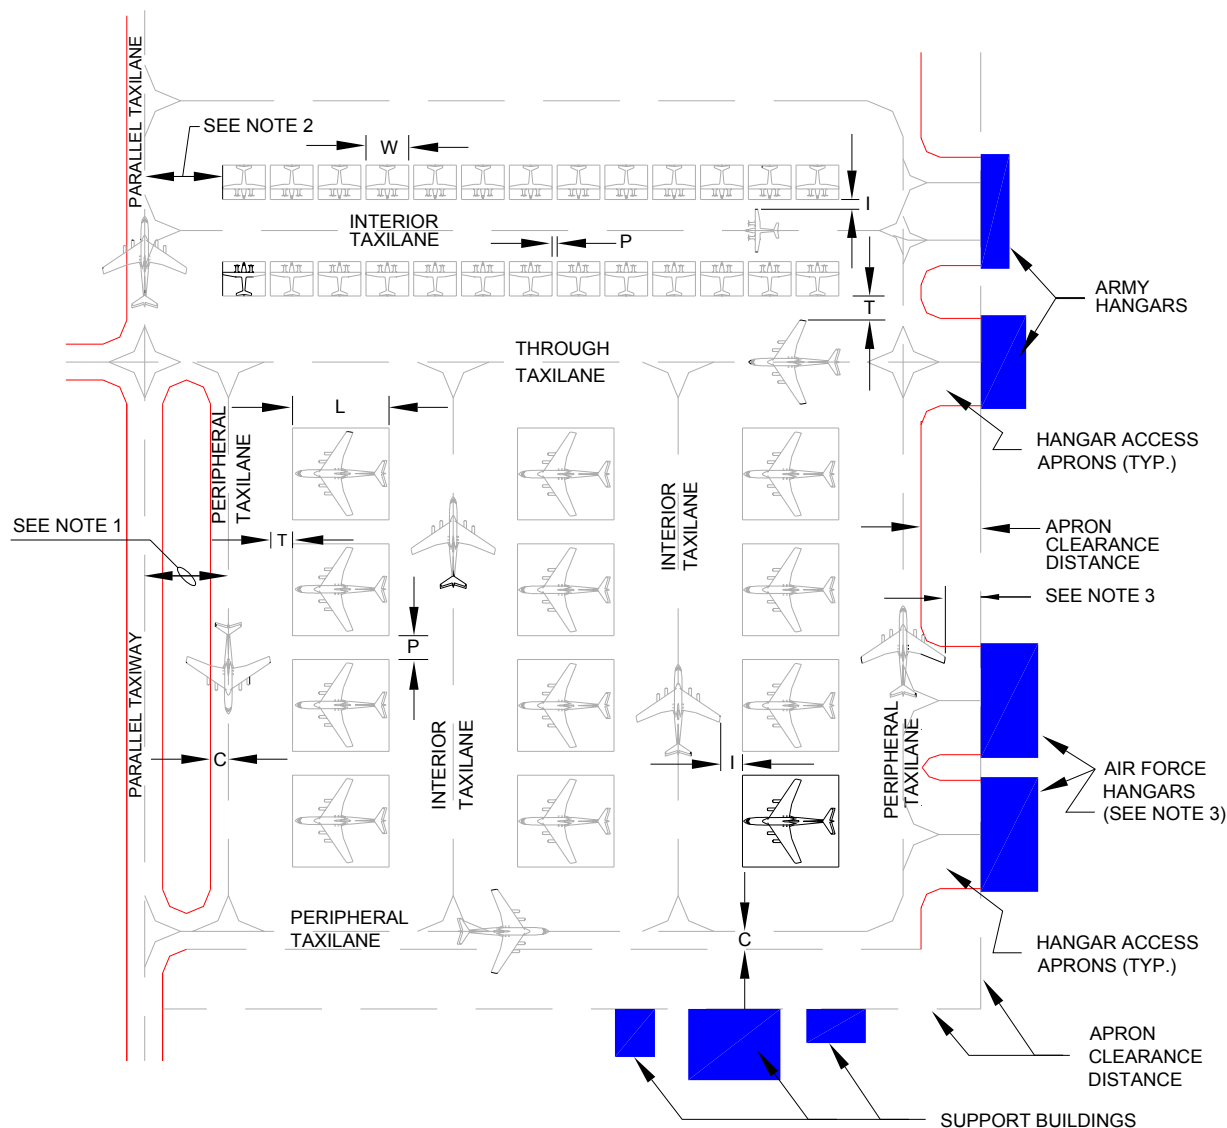 PARALLEL TAXILANE
SEE NOTE 2
W
I
INTERIOR
TAXILANE
P
T
ARMY
HANGARS
THROUGH
TAXILANE
L
PERIPHERAL
TAXILANE
HANGAR ACCESS
APRONS (TYP.)
SEE NOTE 1
T
INTERIOR
TAXILANE
APRON
CLEARANCE
DISTANCE
SEE NOTE 3
P
PARALLEL TAXIWAY
C
INTERIOR
TAXILANE
I
PERIPHERAL
TAXILANE
AIR FORCE
HANGARS
(SEE NOTE 3)
PERIPHERAL
TAXILANE
C
HANGAR ACCESS
APRONS (TYP.)
APRON
CLEARANCE
DISTANCE
SUPPORT BUILDINGS